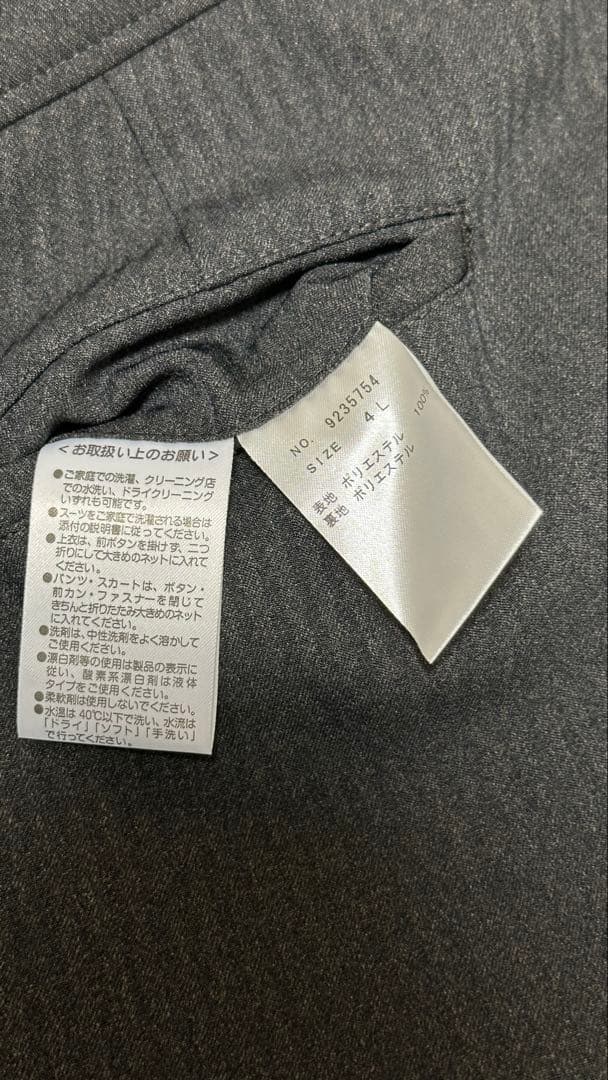 <お取扱い上のお願い>
●ご家庭での洗濯、クリーニング店
での水洗い、ドライクリーニング
いずれも可能です。
●スーツをご家庭で洗濯される場合は
添付の説明書に従ってください。
●上衣は、前ボタンを掛けず、二つ
折りにして大きめのネットに入れて
ください。
●パンツ・スカートは、ボタン・
前カン・ファスナーを閉じて
きちんと折りたたみ大きめのネット
に入れてください。
●洗剤は、中性洗剤をよく溶かして
ご使用ください。
●漂白剤等の使用は製品の表示に
従い、酸素系漂白剤は液体
タイプをご使用ください。
●柔軟剤は使用しないでください。
●水温は40℃以下で洗い、水流は
「ドライ」「ソフト」「手洗い」
で行ってください。
NO. 9235754
SIZE 4L
表地 ポリエステル 100%
裏地 ポリエステル